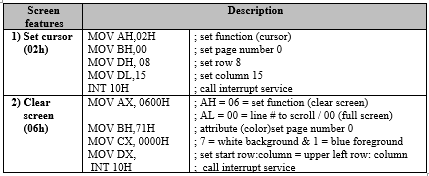 Screen features Description
1) Set cursor (02h) MOV AH,02H ; set function (cursor)
MOV BH,00 ; set page number 0
MOV DH, 08 ; set row 8
MOV DL,15 ; set column 15
INT 10H ; call interrupt service
2) Clear screen (06h) MOV AX, 0600H ; AH = 06 = set function (clear screen)
; AL = 00 = line # to scroll / 00 (full screen)
MOV BH,71H ; attribute (color)set page number 0
MOV CX, 0000H ; 7 = white background & 1 = blue foreground
MOV DX, ; set start row:column = upper left row: column
INT 10H ; call interrupt service